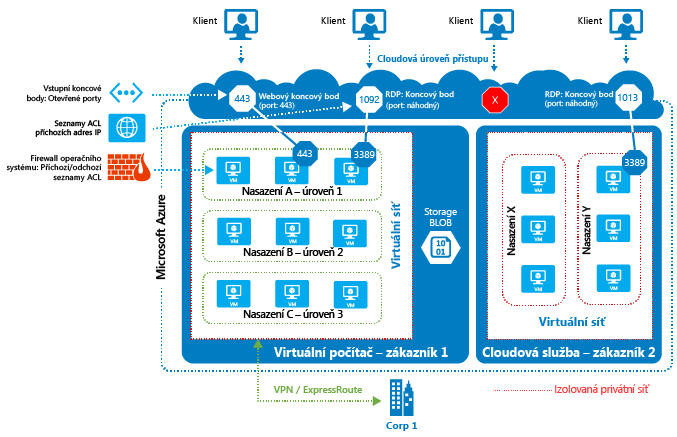 Klient
Klient
Klient
Klient
Cloudová úroveň přístupu
Vstupní koncové
body: Otevřené porty
443
Webový koncový bod
(port: 443)
1092
RDP: Koncový bod
(port: náhodný)
X
RDP: Koncový bod
(port: náhodný)
1013
Seznamy ACL
příchozích adres IP
Firewall operačního
systému: Příchozí/odchozí
seznamy ACL
443
3389
3389
VM
VM
VM
Nasazení A – úroveň 1
VM
VM
VM
Nasazení B – úroveň 2
VM
VM
VM
Nasazení C – úroveň 3
Microsoft Azure
Virtuální síť
Storage
BLOB
10
01
Nasazení X
VM
VM
VM
Nasazení Y
VM
VM
VM
Virtuální síť
Virtuální počítač – zákazník 1
Cloudová služba – zákazník 2
VPN / ExpressRoute
Izolovaná privátní síť
Corp 1